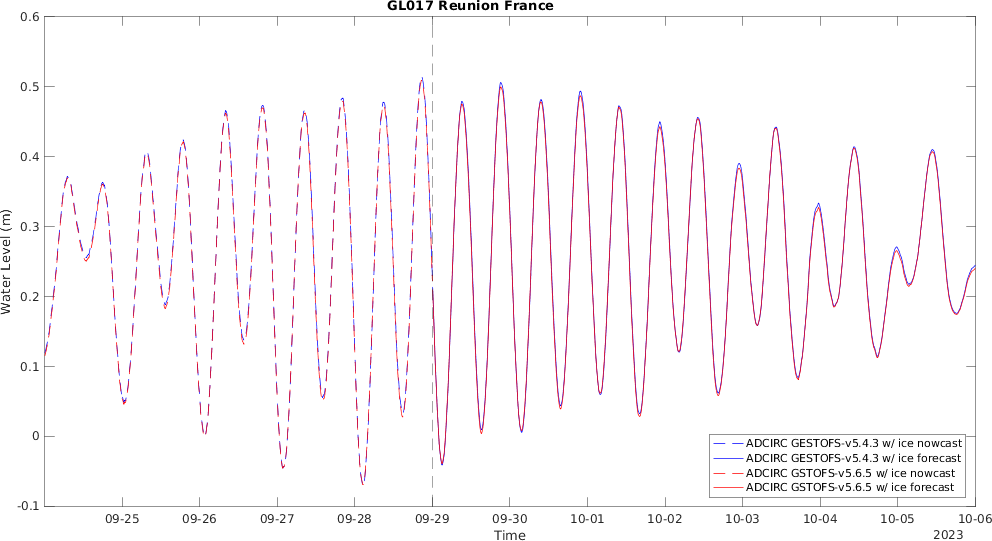 GL017 Reunion France
Water Level (m)
0.6
0.5
0.4
0.3
0.2
0.1
0
-0.1
ADCIRC GESTOFS-v5.4.3 w/ ice nowcast
ADCIRC GESTOFS-v5.4.3 w/ ice forecast
ADCIRC GSTOFS-v5.6.5 w/ ice nowcast
ADCIRC GSTOFS-v5.6.5 w/ ice forecast
09-25 09-26 09-27 09-28 09-29 09-30 10-01 10-02 10-03 10-04 10-05 10-06
Time
2023